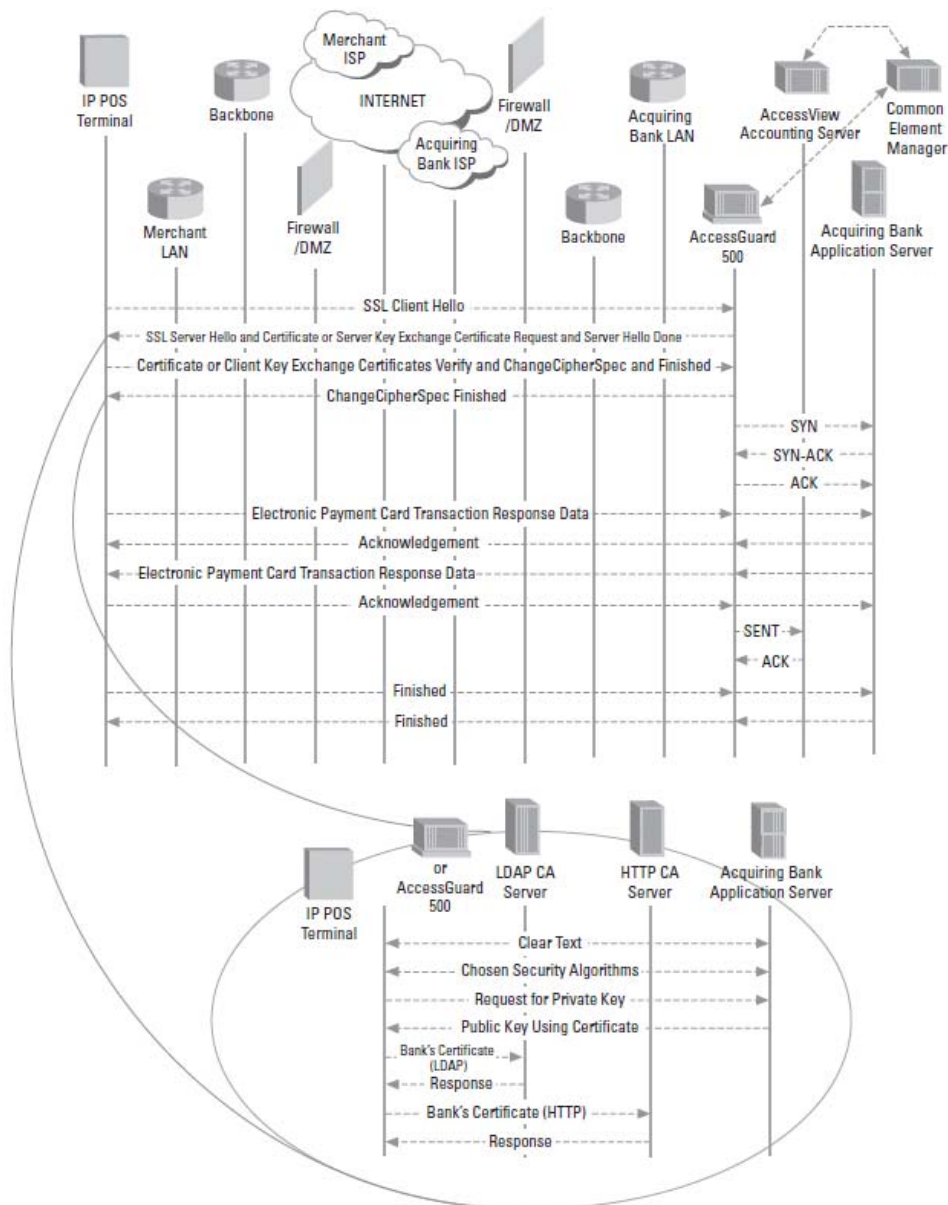 Merchant
ISP
INTERNET
Acquiring
Bank ISP
IP POS
Terminal
Backbone
Firewall
/DMZ
Acquiring
Bank LAN
AccessView
Accounting Server
Common
Element
Manager
Merchant
LAN
Firewall
/DMZ
Backbone
AccessGuard
500
Acquiring Bank
Application Server
SSL Client Hello
SSL Server Hello and Certificate or Server Key Exchange Certificate Request and Server Hello Done
Certificate or Client Key Exchange Certificates Verify and ChangeCipherSpec and Finished
ChangeCipherSpec Finished
SYN
SYN-ACK
ACK
Electronic Payment Card Transaction Response Data
Acknowledgement
Electronic Payment Card Transaction Response Data
Acknowledgement
SENT
ACK
Finished
Finished
IP POS
Terminal
or
AccessGuard
500
LDAP CA
Server
HTTP CA
Server
Acquiring Bank
Application Server
Clear Text
Chosen Security Algorithms
Request for Private Key
Public Key Using Certificate
Bank's Certificate
(LDAP)
Response
Bank's Certificate (HTTP)
Response